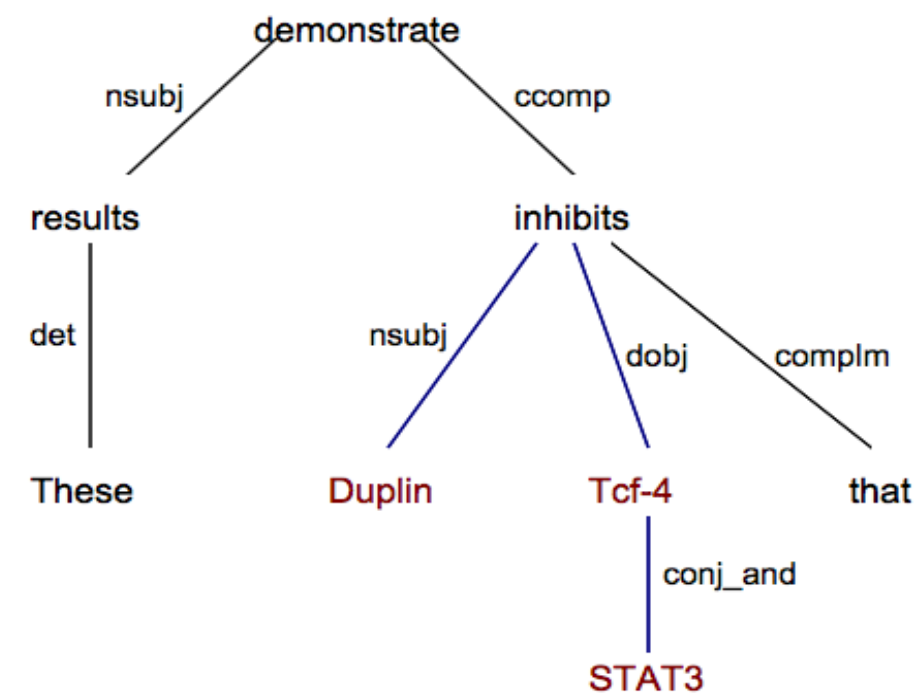 demonstrate
nsubj ccomp
results inhibits
det nsubj dobj complm
These Duplin Tcf-4 that
conj_and
STAT3